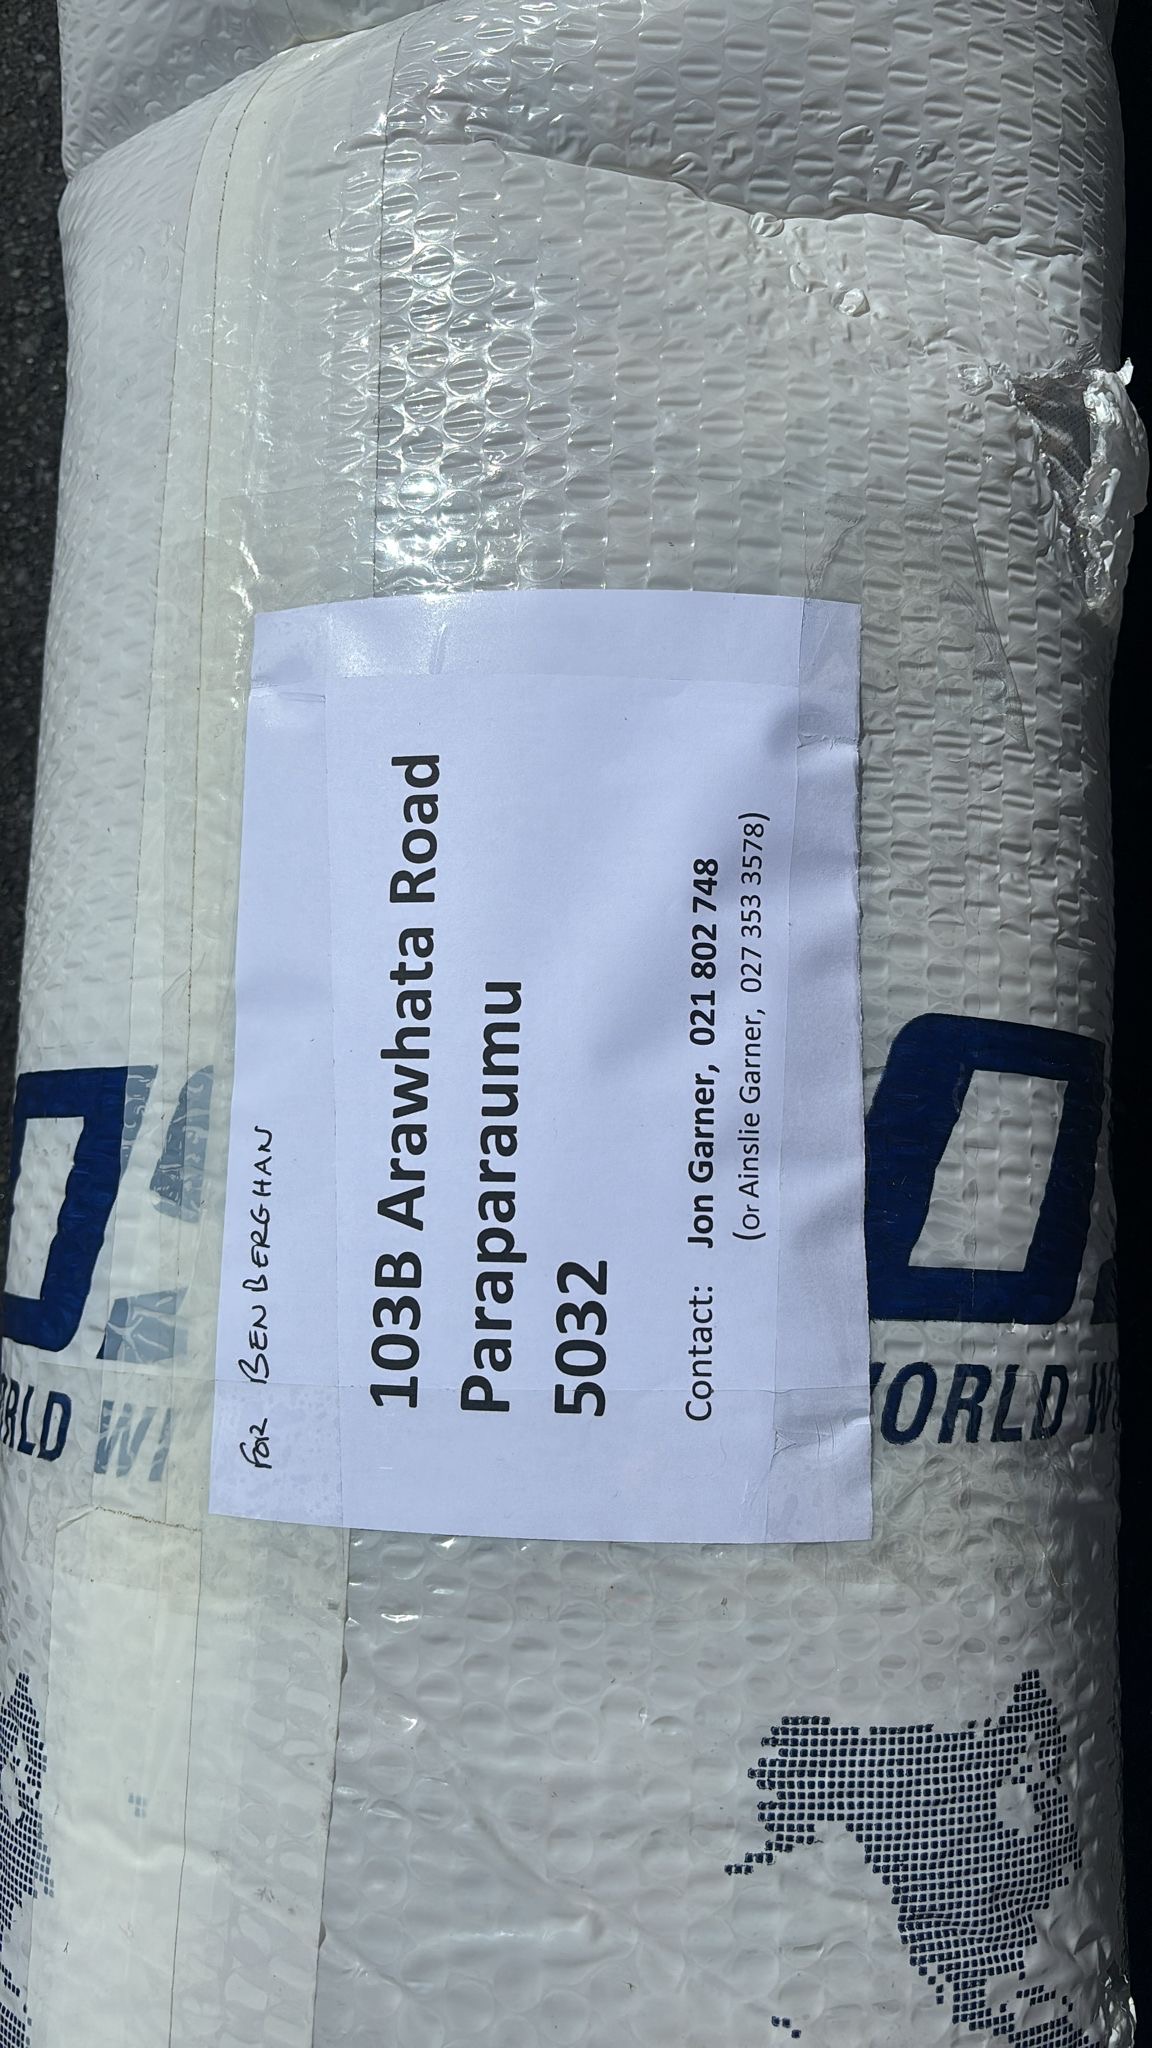 FOR BEN BERGHAN
103B Arawhata Road
Paraparaumu
5032
Contact: Jon Garner, 021 802 748
(or Ainslie Garner, 027 353 3578)
WORLD